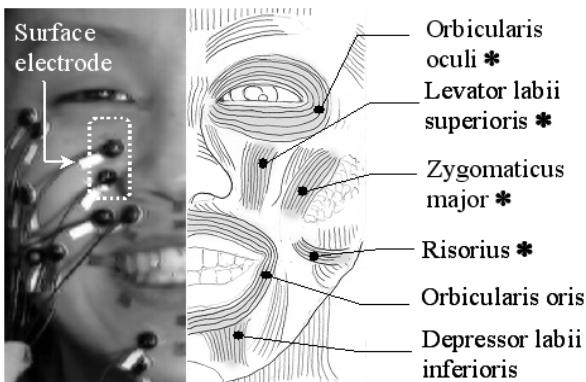 Surface
electrode
Orbicularis
oculi ✱
Levator labii
superioris ✱
Zygomaticus
major ✱
Risorius ✱
Orbicularis oris
Depressor labii
inferioris